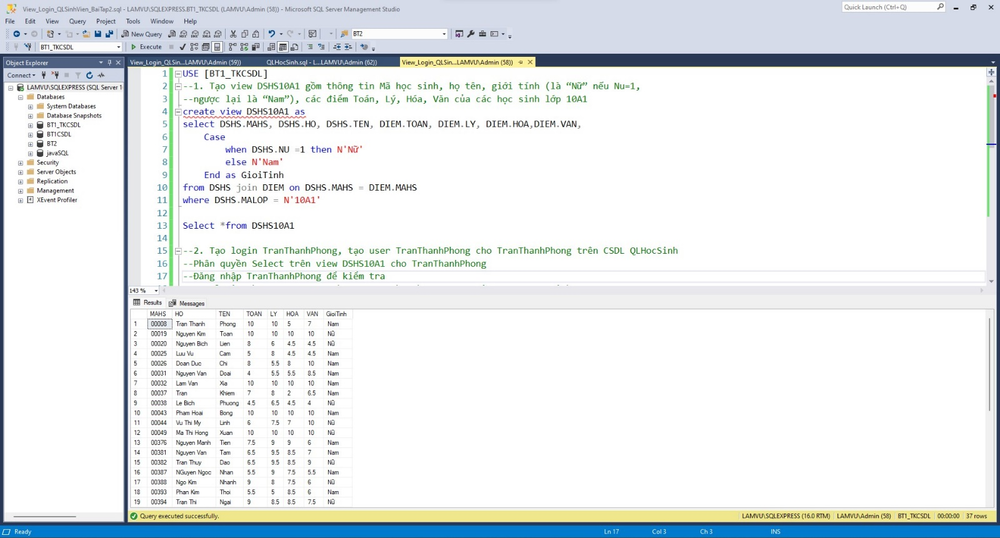 View_Login_QLSinhVien_BaiTap2.sql - LAMVU\SQLEXPRESS.BT1_TKCSDL (LAMVU\Admin (58)) - Microsoft SQL Server Management Studio
Quick Launch (Ctrl+Q)
File Edit View Query Project Tools Window Help
New Query BT2
BT1_TKCSDL Execute
Object Explorer
Connect
LAMVU\SQLEXPRESS (SQL Server 1
Databases
System Databases
Database Snapshots
BT1_TKCSDL
BT1CSDL
BT2
javaSQL
Security
Server Objects
Replication
Management
XEvent Profiler
View_Login_QLSin...LAMVU\Admin (59)) QLHocSinh.sql - L...LAMVU\Admin (62)) View_Login_QLSin...LAMVU\Admin (58))
1 USE [BT1_TKCSDL]
2 --1. Tạo view DSHS10A1 gồm thông tin Mã học sinh, họ tên, giới tính (là “Nữ” nếu Nu=1,
3 --ngược lại là “Nam”), các điểm Toán, Lý, Hóa, Văn của các học sinh lớp 10A1
4 create view DSHS10A1 as
5 select DSHS.MAHS, DSHS.HO, DSHS.TEN, DIEM.TOAN, DIEM.LY, DIEM.HOA,DIEM.VAN,
6 Case
7 when DSHS.NU =1 then N'Nữ'
8 else N'Nam'
9 End as GioiTinh
10 from DSHS join DIEM on DSHS.MAHS = DIEM.MAHS
11 where DSHS.MALOP = N'10A1'
12
13 Select *from DSHS10A1
14
15 --2. Tạo login TranThanhPhong, tạo user TranThanhPhong cho TranThanhPhong trên CSDL QLHocSinh
16 --Phân quyền Select trên view DSHS10A1 cho TranThanhPhong
17 --Đăng nhập TranThanhPhong để kiểm tra
143 %
Results Messages
MAHS HO TEN TOAN LY HOA VAN GioiTinh
1 00008 Tran Thanh Phong 10 10 5 7 Nam
2 00019 Nguyen Kim Toan 10 10 10 10 Nữ
3 00020 Nguyen Bich Lien 8 6 4.5 4.5 Nữ
4 00025 Luu Vu Cam 5 8 4.5 4.5 Nam
5 00026 Doan Duc Chi 8 5.5 8 10 Nam
6 00031 Nguyen Van Doai 4 5.5 5.5 8.5 Nam
7 00032 Lam Van Xia 10 10 10 10 Nam
8 00037 Tran Khiem 7 8 2 6.5 Nam
9 00038 Le Bich Phuong 4.5 6.5 4.5 4 Nữ
10 00043 Pham Hoai Bong 10 10 10 10 Nam
11 00044 Vu Thi My Linh 6 7.5 7 10 Nữ
12 00049 Ma Thi Hong Xuan 10 10 10 10 Nữ
13 00376 Nguyen Manh Tien 7.5 9 9 6 Nam
14 00381 Nguyen Van Tam 6.5 9.5 8.5 7 Nam
15 00382 Tran Thuy Dao 6.5 9.5 8.5 9 Nữ
16 00387 NGuyen Ngoc Nhan 5.5 9 7.5 5.5 Nam
17 00388 Ngo Kim Nhanh 9 8 7.5 6 Nữ
18 00393 Phan Kim Thoi 5.5 5 8.5 6 Nam
19 00394 Tran Thi Ngai 9 8.5 8.5 7.5 Nữ
Query executed successfully. LAMVU\SQLEXPRESS (16.0 RTM) LAMVU\Admin (58) BT1_TKCSDL 00:00:00 37 rows
Ready Ln 17 Col 3 Ch 3 INS